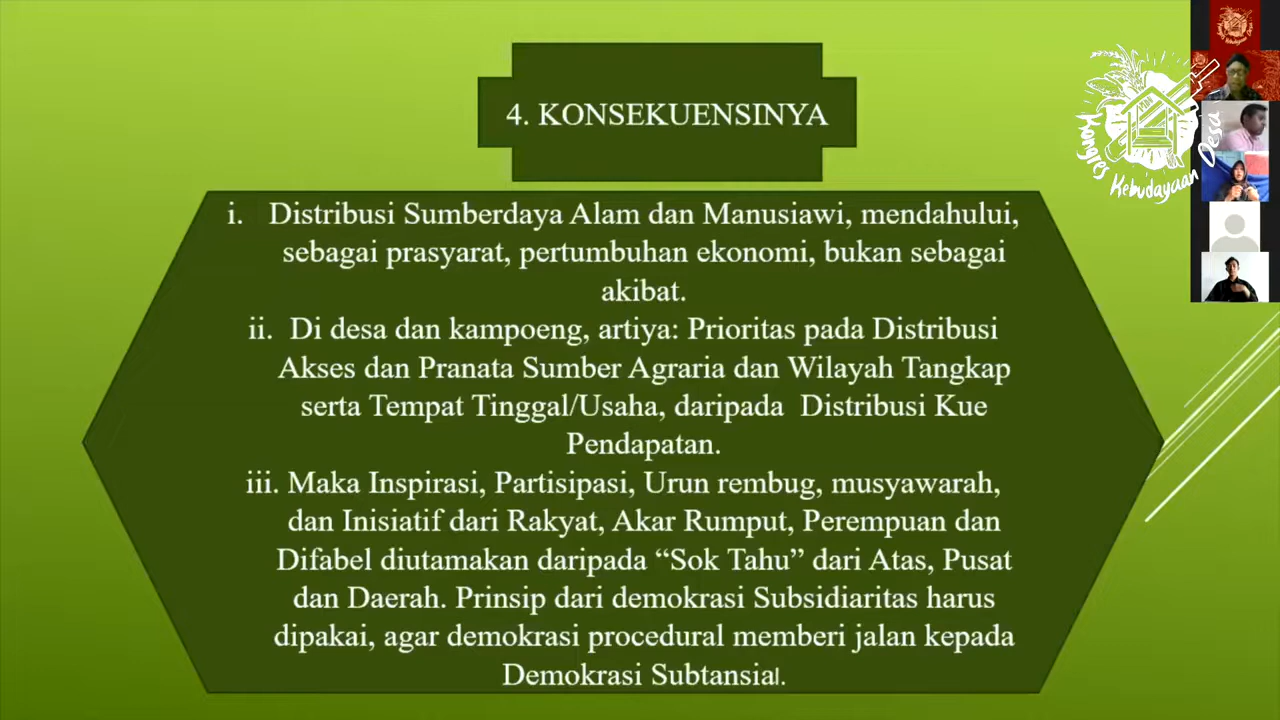 4. KONSEKUENSINYA
i. Distribusi Sumberdaya Alam dan Manusiawi, mendahului,
sebagai prasyarat, pertumbuhan ekonomi, bukan sebagai
akibat.
ii. Di desa dan kampoeng, artiya: Prioritas pada Distribusi
Akses dan Pranata Sumber Agraria dan Wilayah Tangkap
serta Tempat Tinggal/Usaha, daripada Distribusi Kue
Pendapatan.
iii. Maka Inspirasi, Partisipasi, Urun rembug, musyawarah,
dan Inisiatif dari Rakyat, Akar Rumput, Perempuan dan
Difabel diutamakan daripada “Sok Tahu” dari Atas, Pusat
dan Daerah. Prinsip dari demokrasi Subsidiaritas harus
dipakai, agar demokrasi procedural memberi jalan kepada
Demokrasi Subtansial.
Kongres Kebudayaan Desa